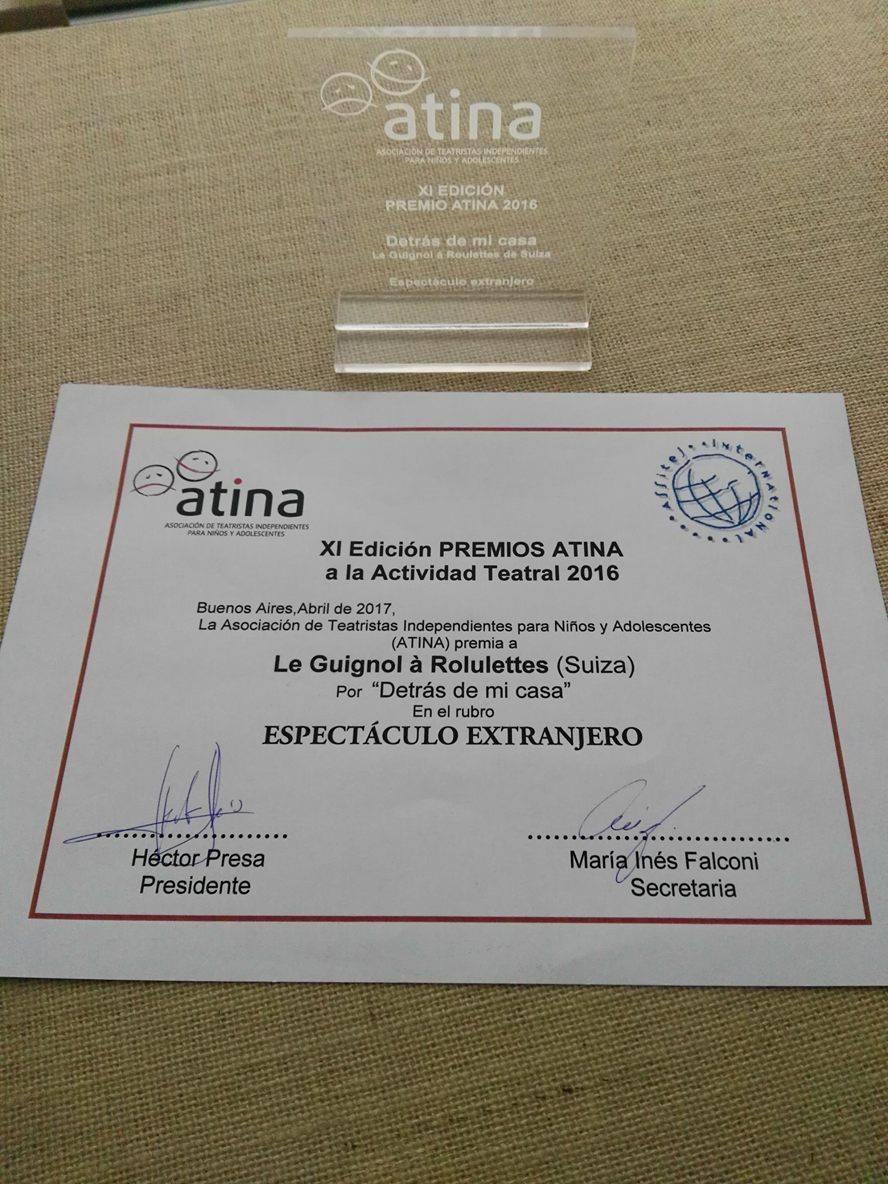 atina
ASOCIACIÓN DE TEATRISTAS INDEPENDIENTES
PARA NIÑOS Y ADOLESCENTES
XI EDICIÓN
PREMIO ATINA 2016
Detrás de mi casa
La Guignol á Roulettes de Suiza
Espectáculo extranjero
atina
ASOCIACIÓN DE TEATRISTAS INDEPENDIENTES
PARA NIÑOS Y ADOLESCENTES
Assitej International
XI Edición PREMIOS ATINA
a la Actividad Teatral 2016
Buenos Aires,Abril de 2017,
La Asociación de Teatristas Independientes para Niños y Adolescentes
(ATINA) premia a
Le Guignol à Rolulettes (Suiza)
Por “Detrás de mi casa”
En el rubro
ESPECTÁCULO EXTRANJERO
Héctor Presa
Presidente
María Inés Falconi
Secretaria